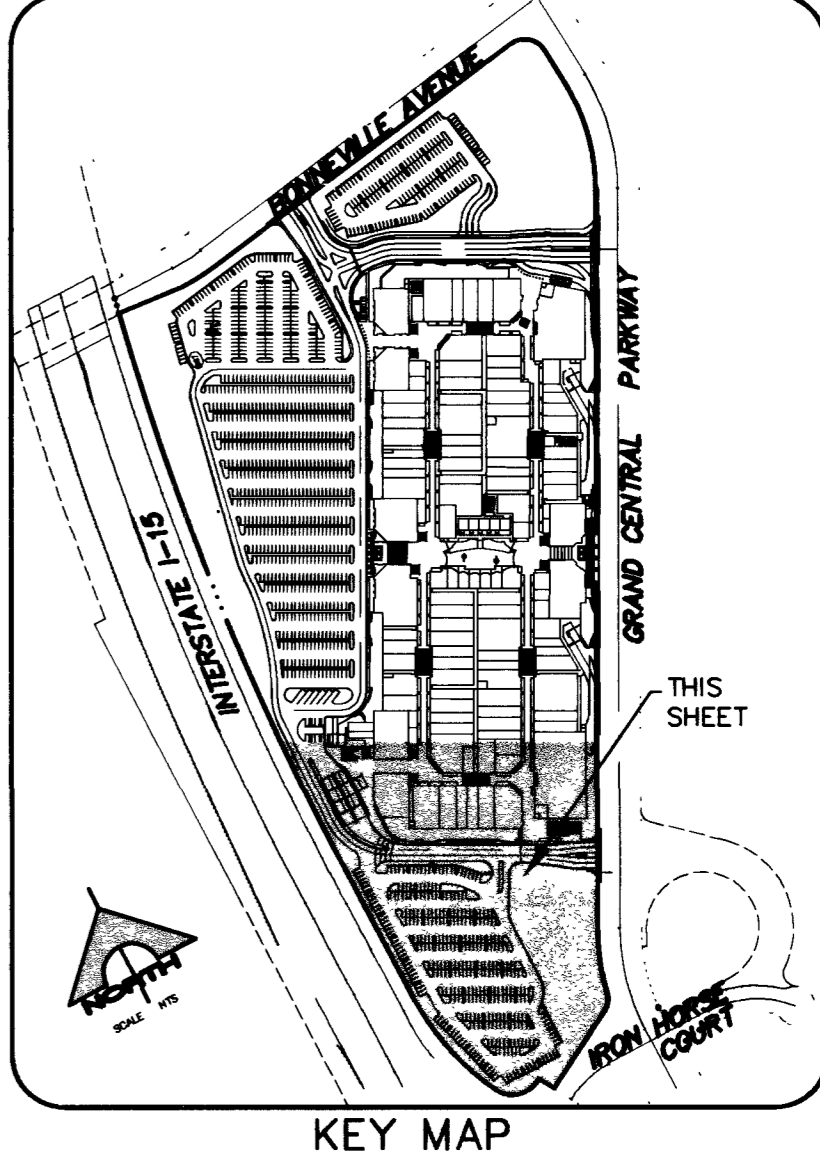 BONNEVILLE AVENUE
GRAND CENTRAL PARKWAY
INTERSTATE I-15
THIS
SHEET
NORTH
SCALE NTS
IRON HORSE
COURT
KEY MAP